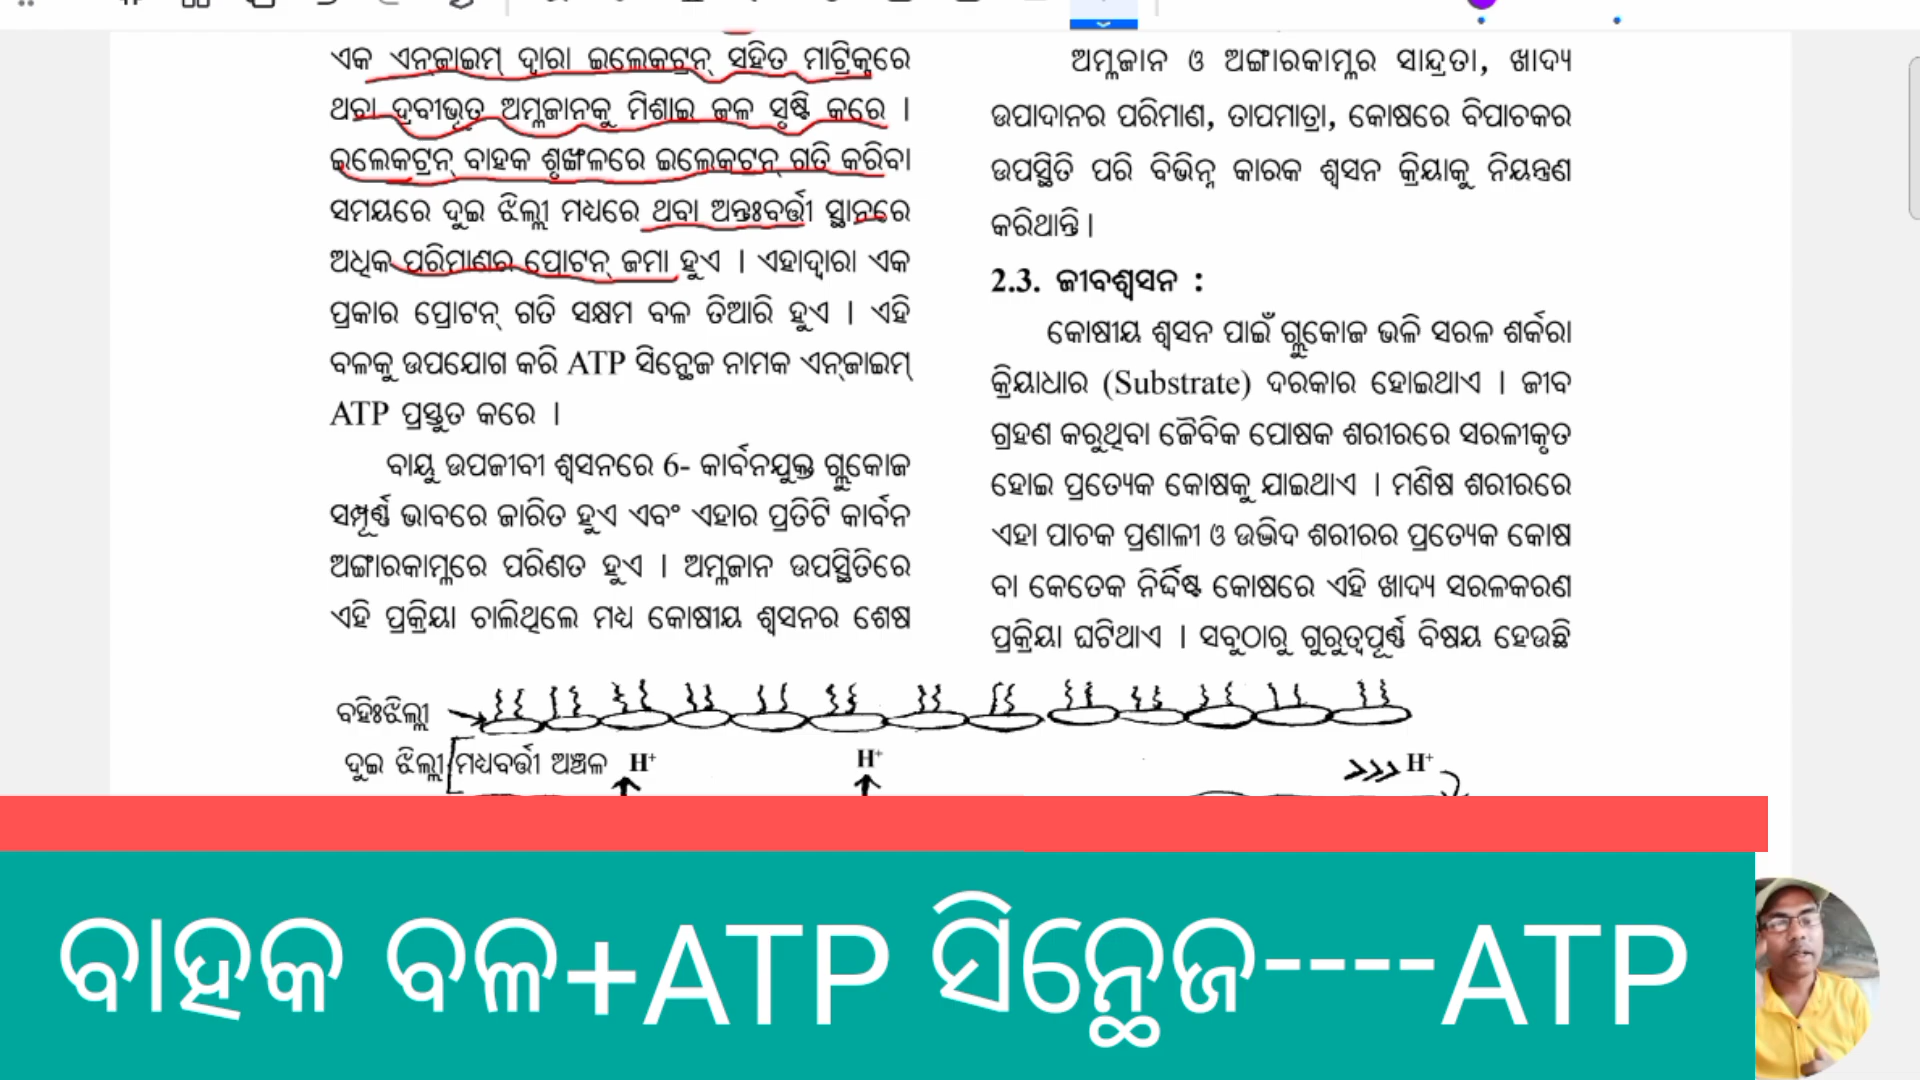 ଏକ ଏନ୍‌ଜାଇମ୍ ଦ୍ୱାରା ଇଲେକଟ୍ରନ୍ ସହିତ ମାଟ୍ରିକ୍ସରେ
ଥିବା ଦ୍ରବୀଭୂତ ଅମ୍ଳଜାନକୁ ମିଶାଇ ଜଳ ସୃଷ୍ଟି କରେ ।
ଇଲେକଟ୍ରନ୍ ବାହକ ଶୃଙ୍ଖଳରେ ଇଲେକଟ୍ରନ୍ ଗତି କରିବା
ସମୟରେ ଦୁଇ ଝିଲ୍ଲୀ ମଧ୍ୟରେ ଥିବା ଅନ୍ତଃବର୍ତ୍ତୀ ସ୍ଥାନରେ
ଅଧିକ ପରିମାଣର ପ୍ରୋଟନ୍ ଜମା ହୁଏ । ଏହାଦ୍ୱାରା ଏକ
ପ୍ରକାର ପ୍ରୋଟନ୍ ଗତି ସକ୍ଷମ ବଳ ତିଆରି ହୁଏ । ଏହି
ବଳକୁ ଉପଯୋଗ କରି ATP ସିନ୍ଥେଜ ନାମକ ଏନ୍‌ଜାଇମ୍
ATP ପ୍ରସ୍ତୁତ କରେ ।
ବାୟୁ ଉପଜୀବୀ ଶ୍ୱସନରେ 6- କାର୍ବନଯୁକ୍ତ ଗ୍ଲୁକୋଜ
ସମ୍ପୂର୍ଣ୍ଣ ଭାବରେ ଜାରିତ ହୁଏ ଏବଂ ଏହାର ପ୍ରତିଟି କାର୍ବନ
ଅଙ୍ଗାରକାମ୍ଳରେ ପରିଣତ ହୁଏ । ଅମ୍ଳଜାନ ଉପସ୍ଥିତିରେ
ଏହି ପ୍ରକ୍ରିୟା ଚାଲିଥିଲେ ମଧ୍ୟ କୋଷୀୟ ଶ୍ୱସନର ଶେଷ
ଅମ୍ଳଜାନ ଓ ଅଙ୍ଗାରକାମ୍ଳର ସାନ୍ଦ୍ରତା, ଖାଦ୍ୟ
ଉପାଦାନର ପରିମାଣ, ତାପମାତ୍ରା, କୋଷରେ ବିପାଚକର
ଉପସ୍ଥିତି ପରି ବିଭିନ୍ନ କାରକ ଶ୍ୱସନ କ୍ରିୟାକୁ ନିୟନ୍ତ୍ରଣ
କରିଥାନ୍ତି ।
2.3. ଜୀବଶ୍ୱସନ :
କୋଷୀୟ ଶ୍ୱସନ ପାଇଁ ଗ୍ଲୁକୋଜ ଭଳି ସରଳ ଶର୍କରା
କ୍ରିୟାଧାର (Substrate) ଦରକାର ହୋଇଥାଏ । ଜୀବ
ଗ୍ରହଣ କରୁଥିବା ଜୈବିକ ପୋଷକ ଶରୀରରେ ସରଳୀକୃତ
ହୋଇ ପ୍ରତ୍ୟେକ କୋଷକୁ ଯାଇଥାଏ । ମଣିଷ ଶରୀରରେ
ଏହା ପାଚକ ପ୍ରଣାଳୀ ଓ ଉଦ୍ଭିଦ ଶରୀରର ପ୍ରତ୍ୟେକ କୋଷ
ବା କେତେକ ନିର୍ଦ୍ଦିଷ୍ଟ କୋଷରେ ଏହି ଖାଦ୍ୟ ସରଳକରଣ
ପ୍ରକ୍ରିୟା ଘଟିଥାଏ । ସବୁଠାରୁ ଗୁରୁତ୍ୱପୂର୍ଣ୍ଣ ବିଷୟ ହେଉଛି
ବହିଃଝିଲ୍ଲୀ
ଦୁଇ ଝିଲ୍ଲୀ ମଧ୍ୟବର୍ତ୍ତୀ ଅଞ୍ଚଳ H⁺ H⁺ H⁺
ବାହକ ବଳ+ATP ସିନ୍ଥେଜ----ATP